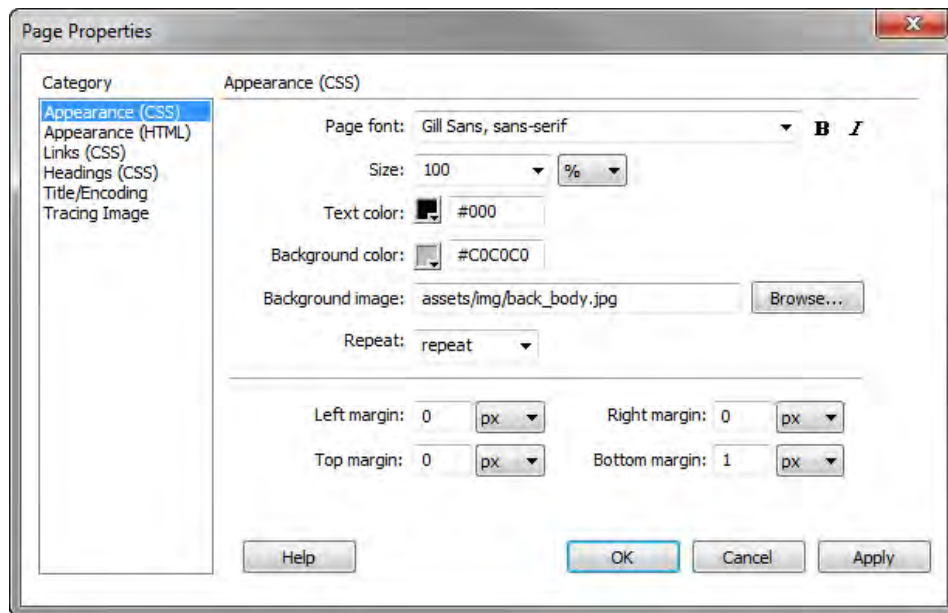 Page Properties
x
Category
Appearance (CSS)
Appearance (HTML)
Links (CSS)
Headings (CSS)
Title/Encoding
Tracing Image
Appearance (CSS)
Page font: Gill Sans, sans-serif B I
Size: 100 %
Text color: #000
Background color: #C0C0C0
Background image: assets/img/back_body.jpg Browse...
Repeat: repeat
Left margin: 0 px Right margin: 0 px
Top margin: 0 px Bottom margin: 1 px
Help OK Cancel Apply